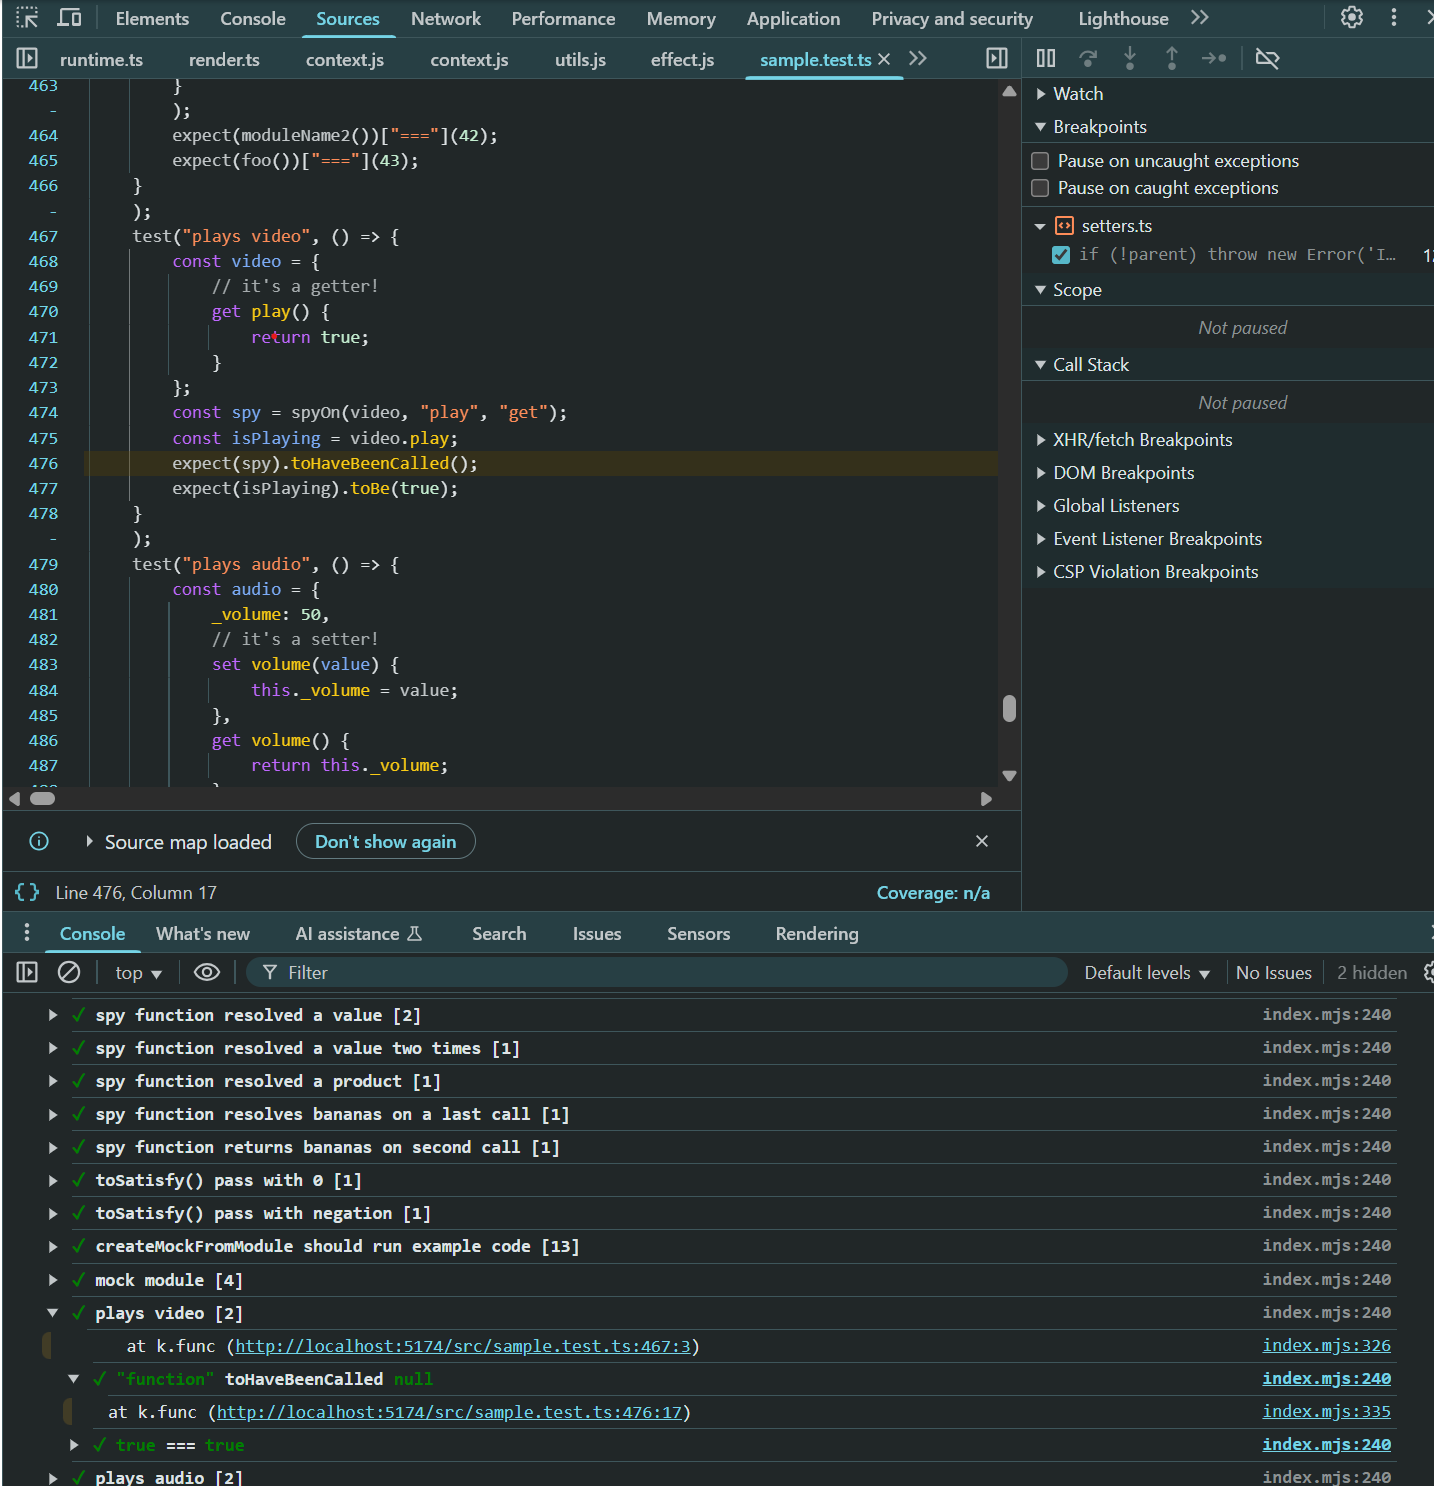 Elements Console Sources Network Performance Memory Application Privacy and security Lighthouse
runtime.ts render.ts context.js context.js utils.js effect.js sample.test.ts
463 }
- );
464 expect(moduleName2())["==="](42);
465 expect(foo())["==="](43);
466 }
- );
467 test("plays video", () => {
468 const video = {
469 // it's a getter!
470 get play() {
471 return true;
472 }
473 };
474 const spy = spyOn(video, "play", "get");
475 const isPlaying = video.play;
476 expect(spy).toHaveBeenCalled();
477 expect(isPlaying).toBe(true);
478 }
- );
479 test("plays audio", () => {
480 const audio = {
481 _volume: 50,
482 // it's a setter!
483 set volume(value) {
484 this._volume = value;
485 },
486 get volume() {
487 return this._volume;
Source map loaded Don't show again
{} Line 476, Column 17 Coverage: n/a
Watch
Breakpoints
Pause on uncaught exceptions
Pause on caught exceptions
setters.ts
if (!parent) throw new Error('I…
Scope
Not paused
Call Stack
Not paused
XHR/fetch Breakpoints
DOM Breakpoints
Global Listeners
Event Listener Breakpoints
CSP Violation Breakpoints
Console What's new AI assistance Search Issues Sensors Rendering
top Filter Default levels No Issues 2 hidden
spy function resolved a value [2] index.mjs:240
spy function resolved a value two times [1] index.mjs:240
spy function resolved a product [1] index.mjs:240
spy function resolves bananas on a last call [1] index.mjs:240
spy function returns bananas on second call [1] index.mjs:240
toSatisfy() pass with 0 [1] index.mjs:240
toSatisfy() pass with negation [1] index.mjs:240
createMockFromModule should run example code [13] index.mjs:240
mock module [4] index.mjs:240
plays video [2] index.mjs:240
at k.func (http://localhost:5174/src/sample.test.ts:467:3) index.mjs:326
"function" toHaveBeenCalled null index.mjs:240
at k.func (http://localhost:5174/src/sample.test.ts:476:17) index.mjs:335
true === true index.mjs:240
plays audio [2] index.mjs:240